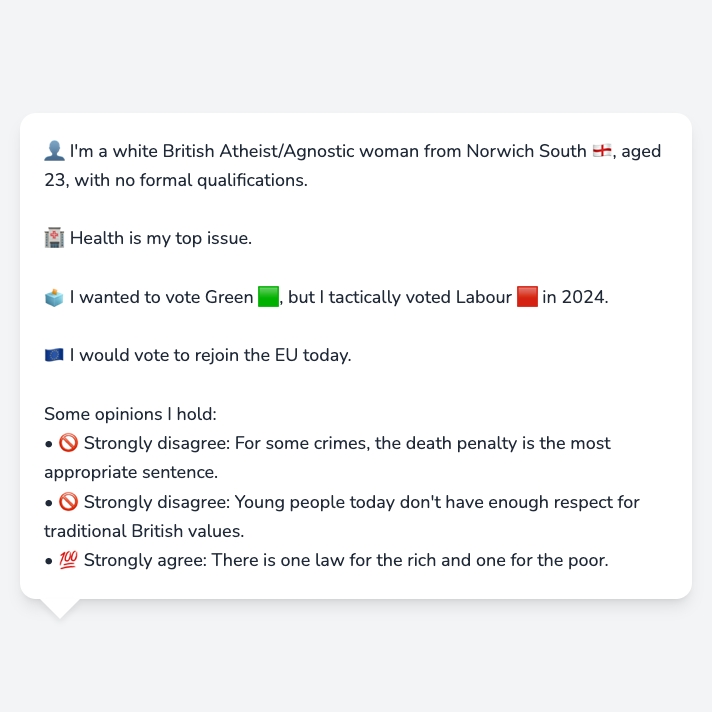 👤 I'm a white British Atheist/Agnostic woman from Norwich South 🏴󠁧󠁢󠁥󠁮󠁧󠁿, aged
23, with no formal qualifications.
🏥 Health is my top issue.
🗳️ I wanted to vote Green 🟩, but I tactically voted Labour 🟥 in 2024.
🇪🇺 I would vote to rejoin the EU today.
Some opinions I hold:
• 🚫 Strongly disagree: For some crimes, the death penalty is the most
appropriate sentence.
• 🚫 Strongly disagree: Young people today don't have enough respect for
traditional British values.
• 💯 Strongly agree: There is one law for the rich and one for the poor.